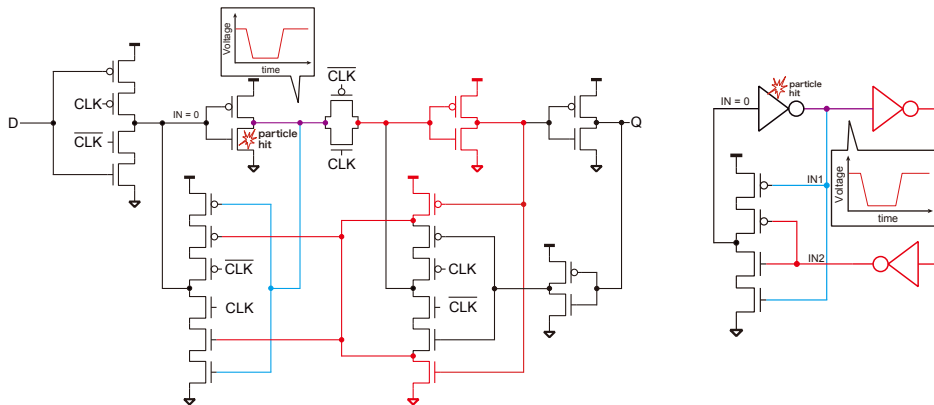 Voltage
time
CLK
D
CLK
CLK
IN = 0
particle
hit
CLK
Q
CLK
CLK
CLK
CLK
particle
hit
IN = 0
IN1
IN2
Voltage
time